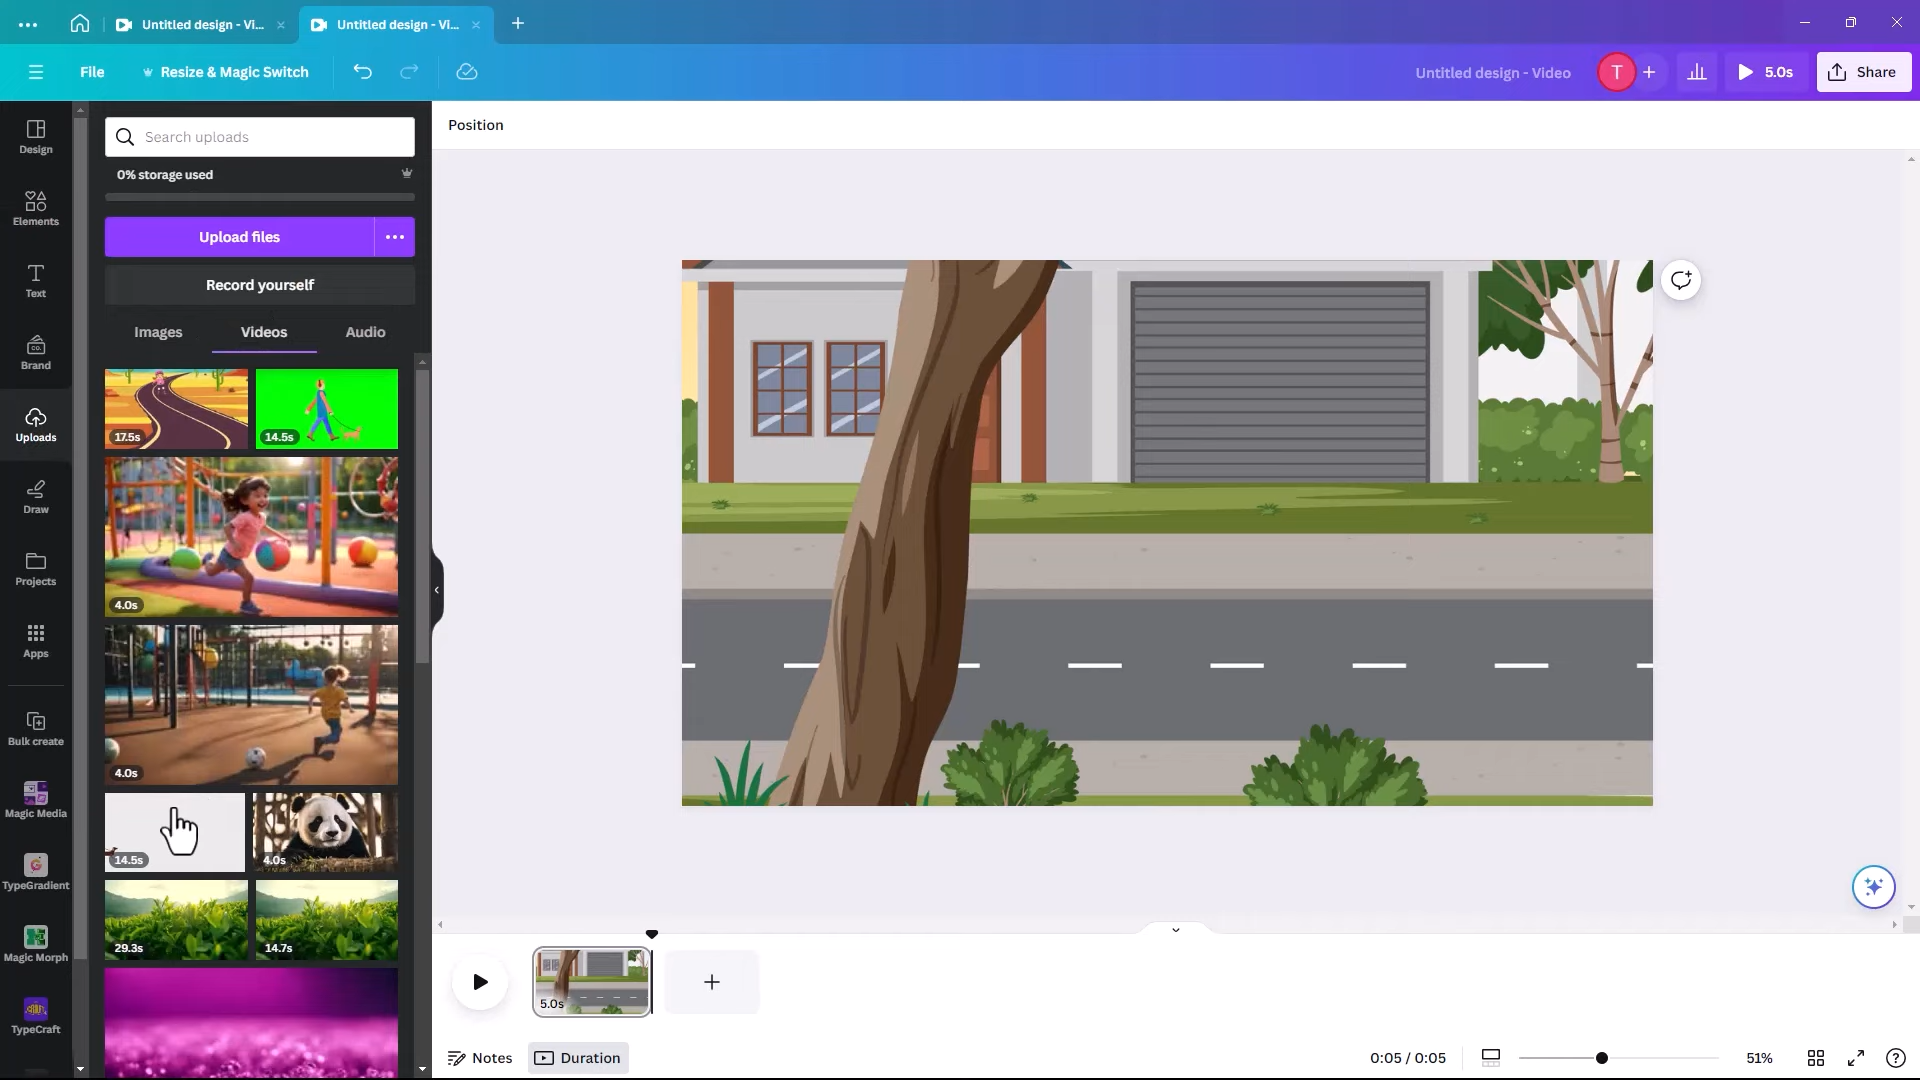 Untitled design - Vi...
Untitled design - Vi...
File
Resize & Magic Switch
Untitled design - Video
T
5.0s
Share
Design
Elements
Text
Brand
CO.
Uploads
Draw
Projects
Apps
Bulk create
Magic Media
TypeGradient
Magic Morph
TypeCraft
Search uploads
0% storage used
Upload files
Record yourself
Images
Videos
Audio
17.5s
14.5s
4.0s
4.0s
14.5s
4.0s
29.3s
14.7s
Position
5.0s
Notes
Duration
0:05 / 0:05
51%